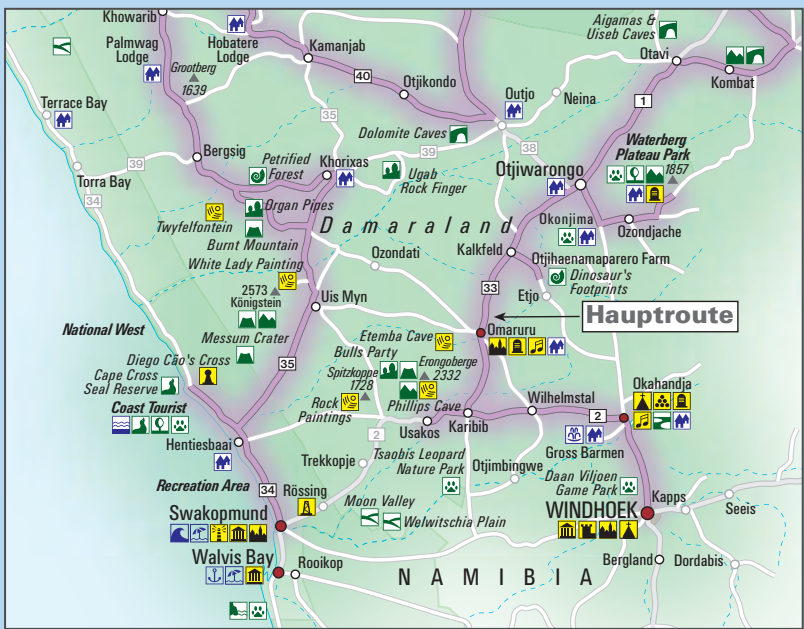 Khowarib
Palmwag
Lodge
Hobatere
Lodge
Kamanjab
Grootberg
1639
40
Otjikondo
Aigamas &
Uiseb Caves
Otavi
Kombat
Outjo
Neina
1
Terrace Bay
35
Dolomite Caves
38
Waterberg
Plateau Park
1857
Bergsig
39
Petrified
Forest
Khorixas
39
Ugab
Rock Finger
Otjiwarongo
Torra Bay
34
Organ Pipes
Twyfelfontein
Burnt Mountain
Damaraland
Okonjima
Ozondjache
White Lady Painting
Ozondati
Kalkfeld
Otjihaenamaparero Farm
Dinosaur's
Footprints
2573
Königstein
Uis Myn
33
Etjo
Hauptroute
National West
Messum Crater
Etemba Cave
Omaruru
Diego Cão's Cross
35
Bulls Party
Cape Cross
Seal Reserve
Spitzkoppe
1728
Erongoberge
2332
Okahandja
Coast Tourist
Rock
Paintings
Phillips Cave
Wilhelmstal
2
Hentiesbaai
Usakos
Karibib
Gross Barmen
2
Trekkopje
Tsaobis Leopard
Nature Park
Otjimbingwe
Recreation Area
34
Rössing
Daan Viljoen
Game Park
Kapps
Moon Valley
Seeis
Swakopmund
Welwitschia Plain
WINDHOEK
Walvis Bay
Rooikop
Bergland
Dordabis
NAMIBIA